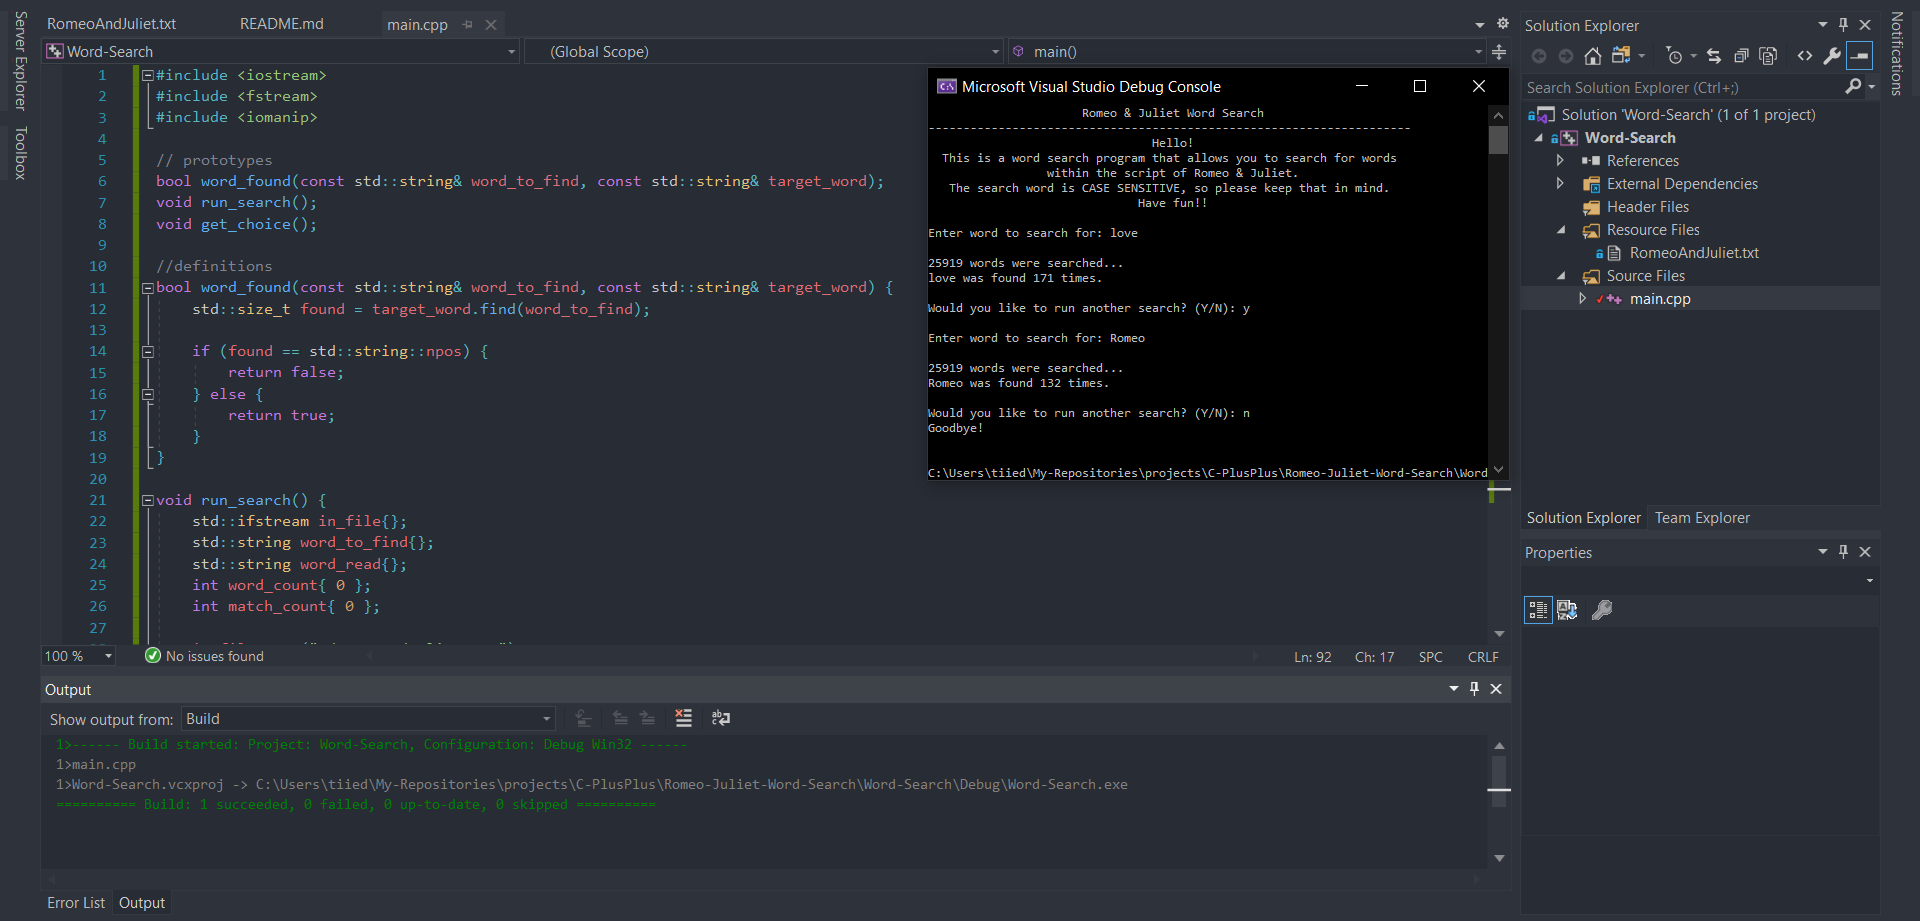 Server Explorer
Toolbox
RomeoAndJuliet.txt
README.md
main.cpp
Word-Search
(Global Scope)
main()
1 #include <iostream>
2 #include <fstream>
3 #include <iomanip>
4
5 // prototypes
6 bool word_found(const std::string& word_to_find, const std::string& target_word);
7 void run_search();
8 void get_choice();
9
10 //definitions
11 bool word_found(const std::string& word_to_find, const std::string& target_word) {
12 std::size_t found = target_word.find(word_to_find);
13
14 if (found == std::string::npos) {
15 return false;
16 } else {
17 return true;
18 }
19 }
20
21 void run_search() {
22 std::ifstream in_file{};
23 std::string word_to_find{};
24 std::string word_read{};
25 int word_count{ 0 };
26 int match_count{ 0 };
27
100 %
No issues found
Ln: 92
Ch: 17
SPC
CRLF
Microsoft Visual Studio Debug Console
Romeo & Juliet Word Search
---------------------------------------------------------------------
Hello!
This is a word search program that allows you to search for words
within the script of Romeo & Juliet.
The search word is CASE SENSITIVE, so please keep that in mind.
Have fun!!
Enter word to search for: love
25919 words were searched...
love was found 171 times.
Would you like to run another search? (Y/N): y
Enter word to search for: Romeo
25919 words were searched...
Romeo was found 132 times.
Would you like to run another search? (Y/N): n
Goodbye!
C:\Users\tiied\My-Repositories\projects\C-PlusPlus\Romeo-Juliet-Word-Search\Word
Output
Show output from:
Build
1>------ Build started: Project: Word-Search, Configuration: Debug Win32 ------
1>main.cpp
1>Word-Search.vcxproj -> C:\Users\tiied\My-Repositories\projects\C-PlusPlus\Romeo-Juliet-Word-Search\Word-Search\Debug\Word-Search.exe
========== Build: 1 succeeded, 0 failed, 0 up-to-date, 0 skipped ==========
Error List
Output
Solution Explorer
Search Solution Explorer (Ctrl+;)
Solution 'Word-Search' (1 of 1 project)
Word-Search
References
External Dependencies
Header Files
Resource Files
RomeoAndJuliet.txt
Source Files
main.cpp
Solution Explorer
Team Explorer
Properties
Notifications